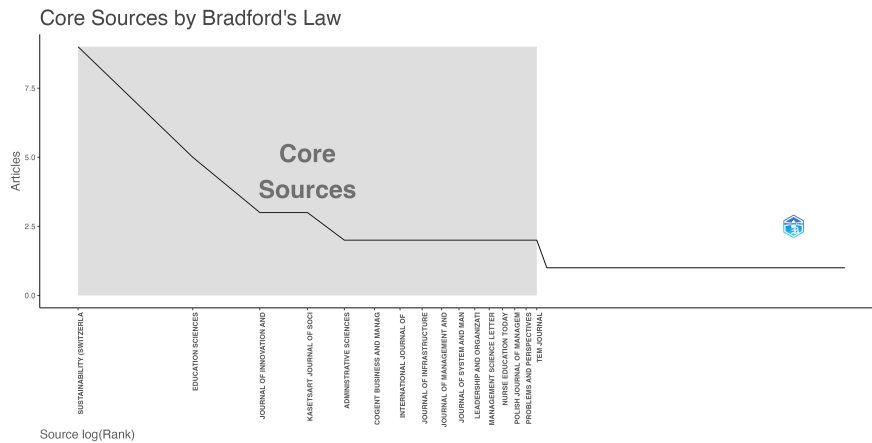 Core Sources by Bradford's Law
Articles
7.5
5.0
2.5
0.0
Core
Sources
SUSTAINABILITY (SWITZERLA
EDUCATION SCIENCES
JOURNAL OF INNOVATION AND
KASETSART JOURNAL OF SOCI
ADMINISTRATIVE SCIENCES
COGENT BUSINESS AND MANAG
INTERNATIONAL JOURNAL OF
JOURNAL OF INFRASTRUCTURE
JOURNAL OF MANAGEMENT AND
JOURNAL OF SYSTEM AND MAN
LEADERSHIP AND ORGANIZATI
MANAGEMENT SCIENCE LETTER
NURSE EDUCATION TODAY
POLISH JOURNAL OF MANAGEM
PROBLEMS AND PERSPECTIVES
TEM JOURNAL
Source log(Rank)